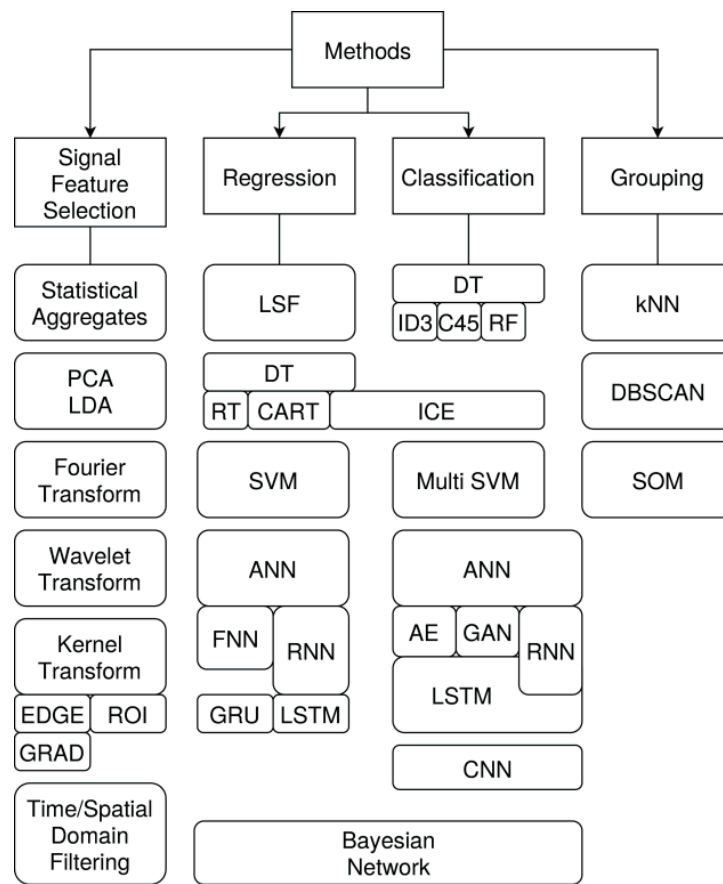 Methods
Signal
Feature
Selection
Regression
Classification
Grouping
Statistical
Aggregates
LSF
DT
ID3 C45 RF
kNN
PCA
LDA
DT
RT CART ICE
DBSCAN
Fourier
Transform
SVM
Multi SVM
SOM
Wavelet
Transform
ANN
ANN
Kernel
Transform
FNN
RNN
AE
GAN
RNN
EDGE ROI
GRAD
GRU LSTM
LSTM
CNN
Time/Spatial
Domain
Filtering
Bayesian
Network